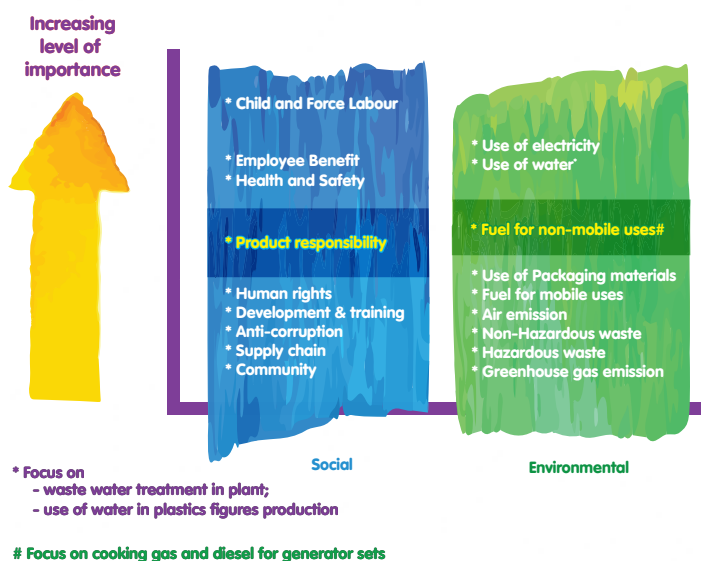 Increasing
level of
importance
* Child and Force Labour
* Employee Benefit
* Health and Safety
* Product responsibility
* Human rights
* Development & training
* Anti-corruption
* Supply chain
* Community
Social
* Use of electricity
* Use of water*
* Fuel for non-mobile uses#
* Use of Packaging materials
* Fuel for mobile uses
* Air emission
* Non-Hazardous waste
* Hazardous waste
* Greenhouse gas emission
Environmental
* Focus on
- waste water treatment in plant;
- use of water in plastics figures production
# Focus on cooking gas and diesel for generator sets